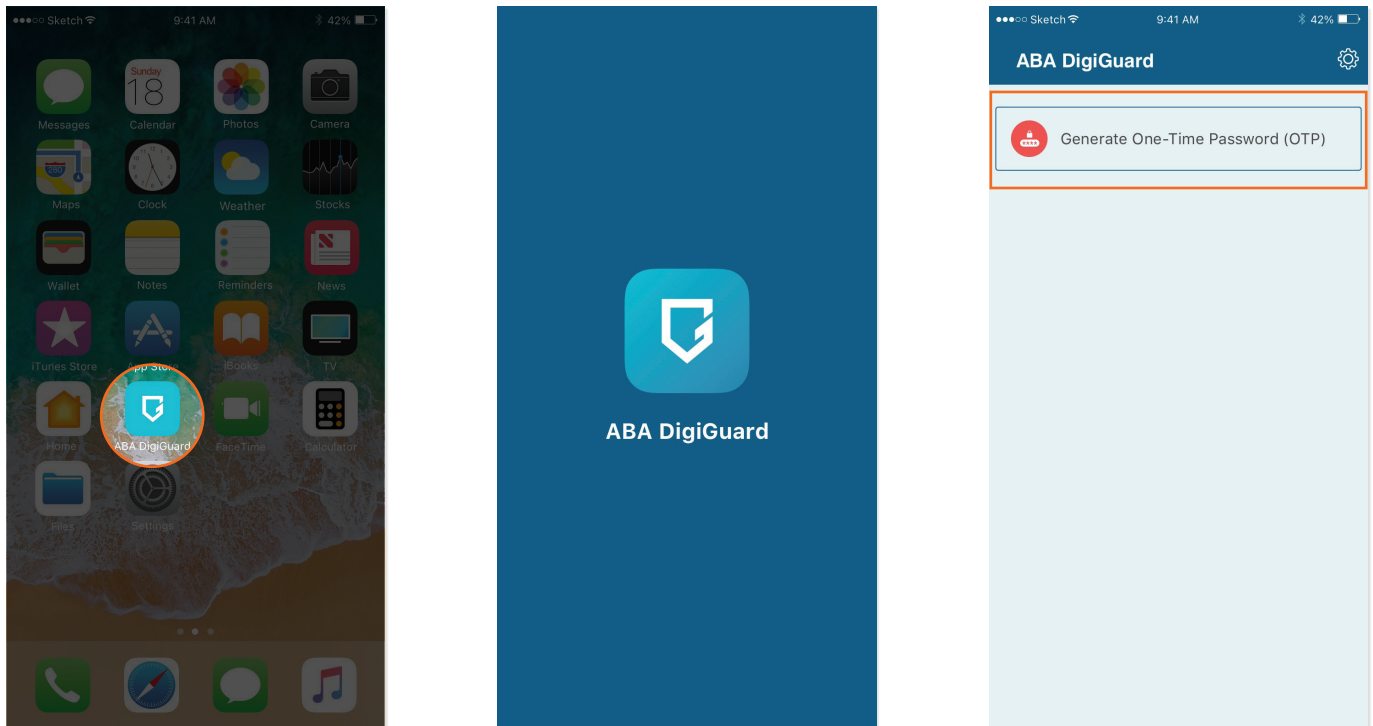 ●●●○○ Sketch 9:41 AM 42%
Sunday
18
Messages Calendar Photos Camera
280
Maps Clock Weather Stocks
Wallet Notes Reminders News
iTunes Store App Store iBooks TV
Home ABA DigiGuard FaceTime Calculator
Files Settings
ABA DigiGuard
●●●○○ Sketch 9:41 AM 42%
ABA DigiGuard
Generate One-Time Password (OTP)